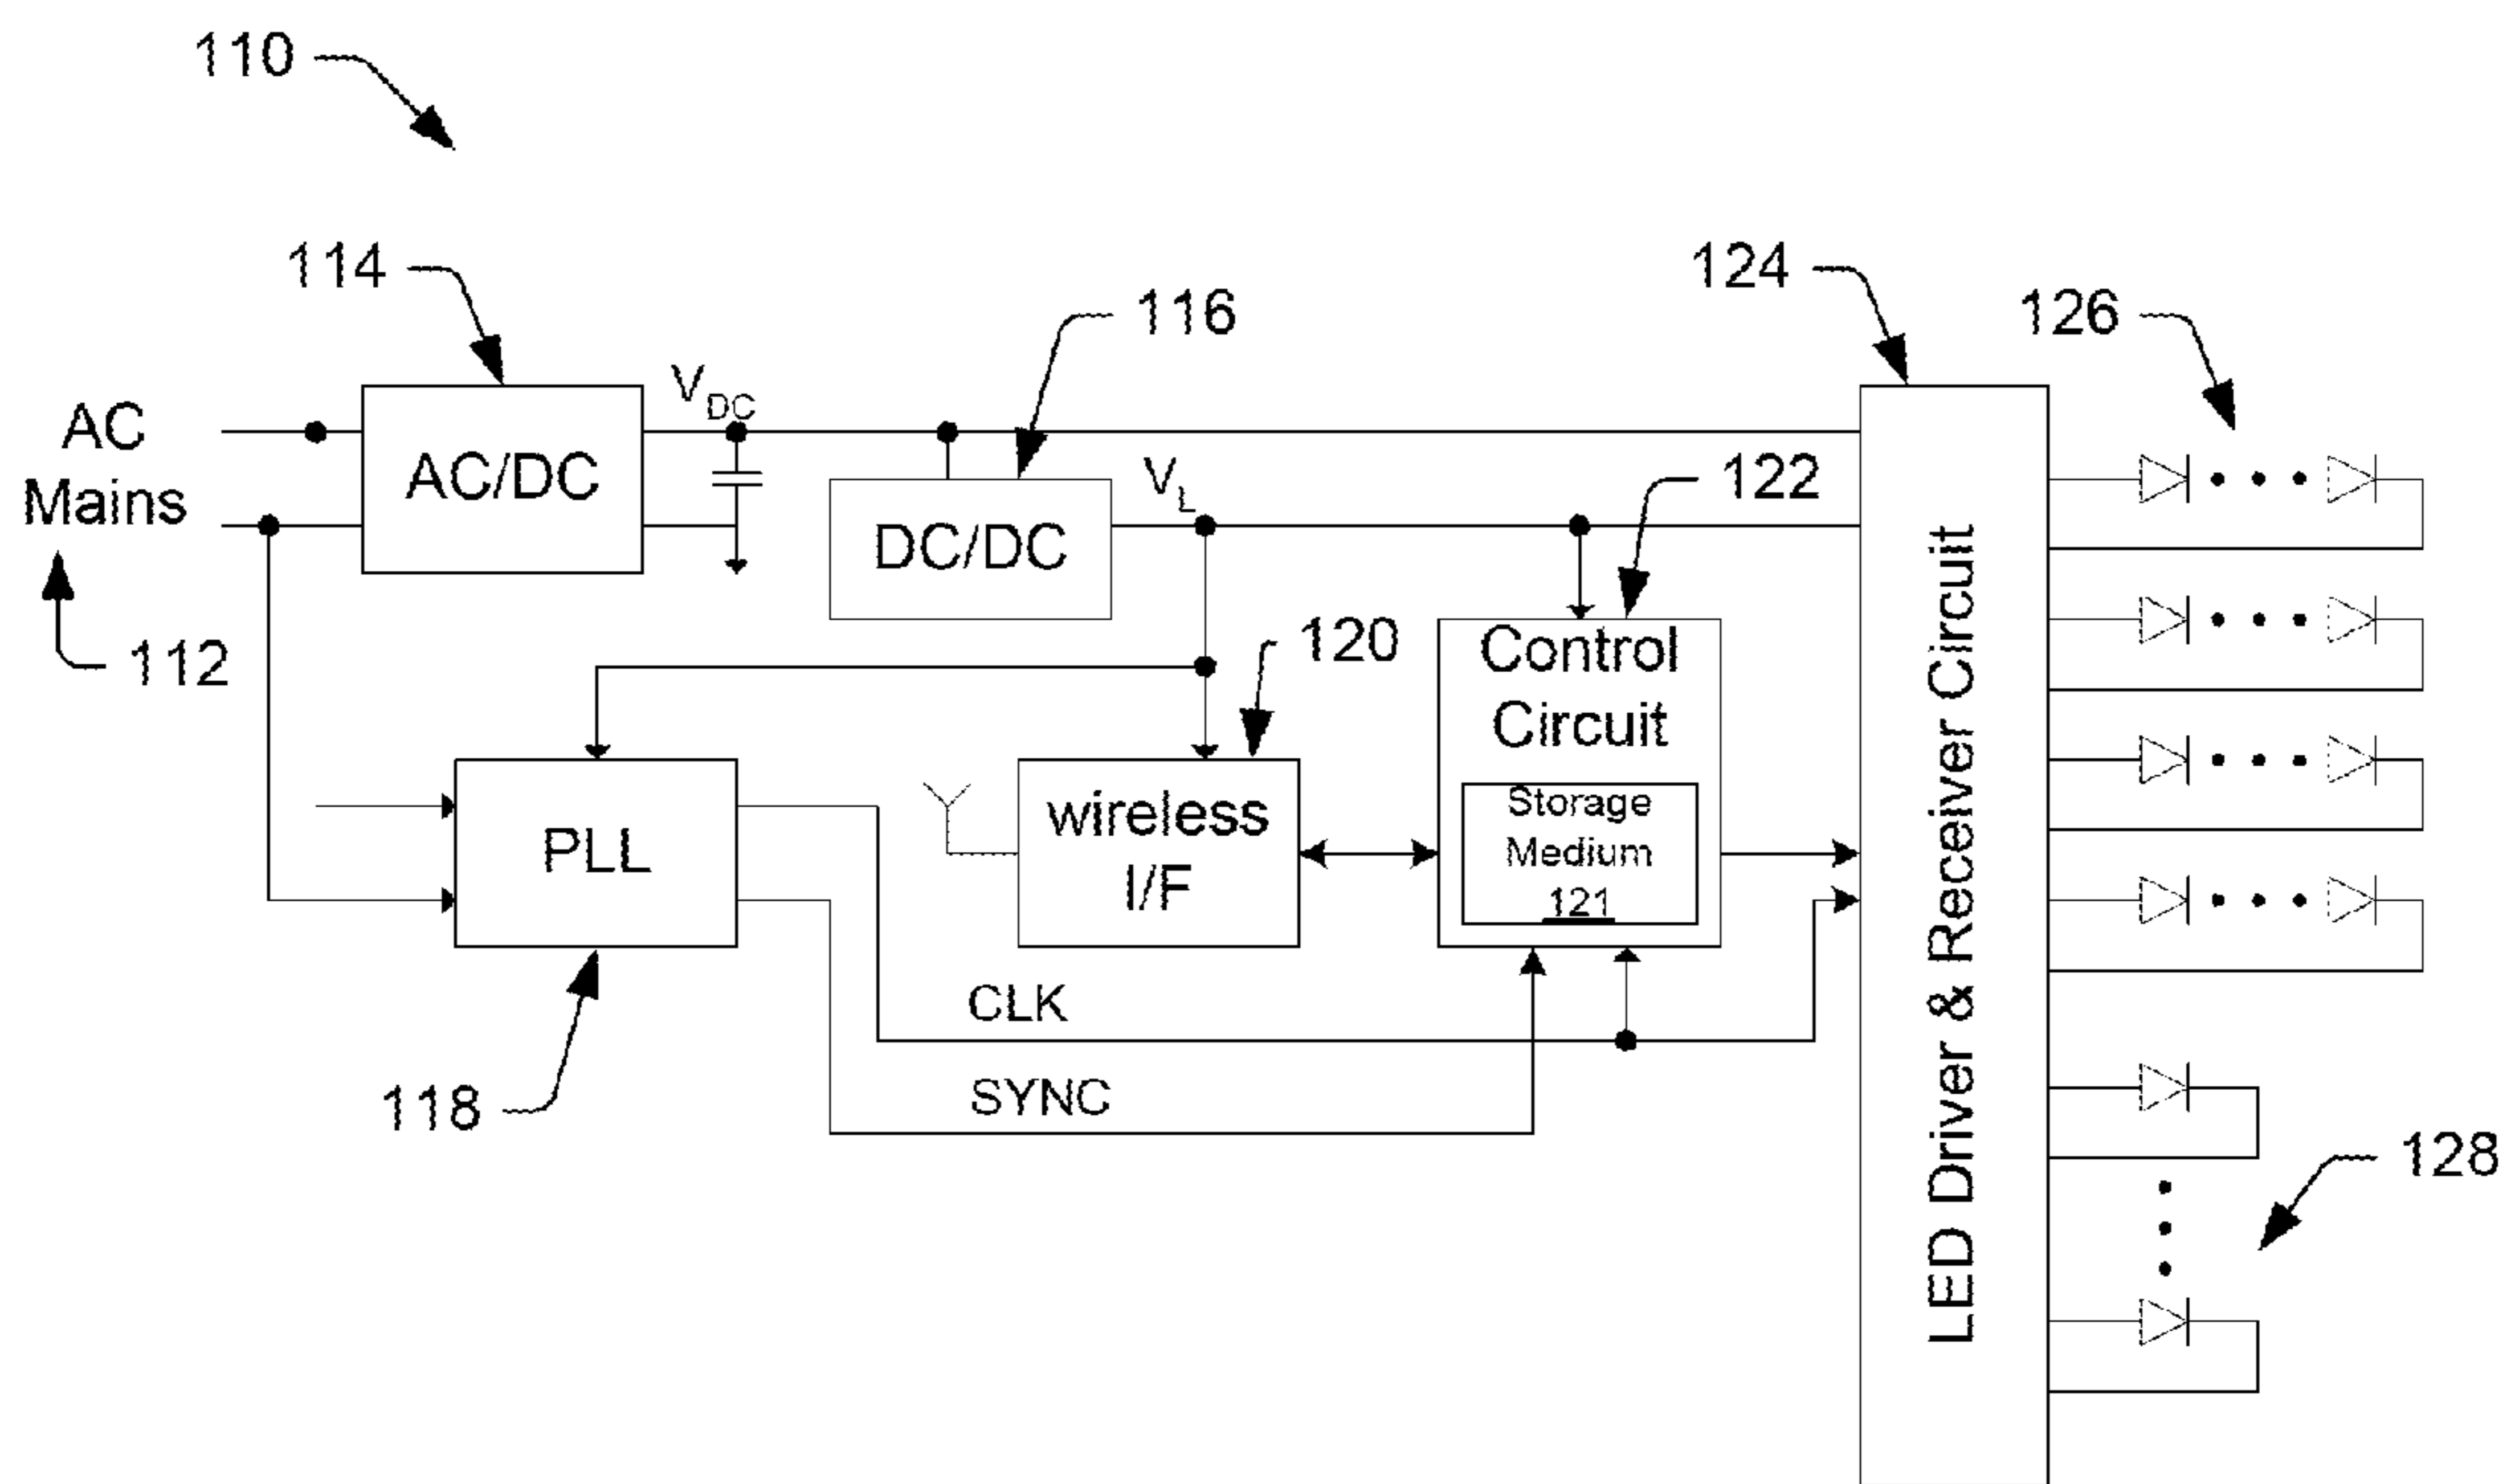 110
114
116
124
126
AC
Mains
112
AC/DC
VDC
DC/DC
VL
122
120
Control
Circuit
Storage
Medium
121
PLL
wireless
I/F
118
CLK
SYNC
LED Driver & Receiver Circuit
128